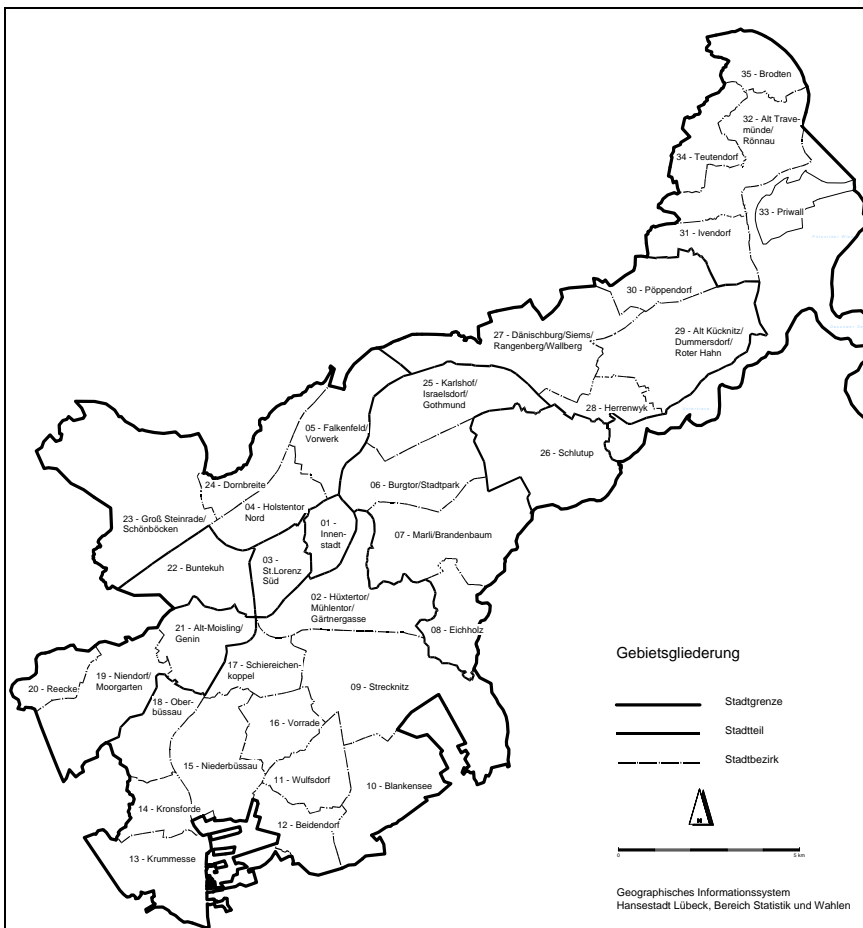 35 - Brodten
32 - Alt Trave-
münde/
Rönnau
34 - Teutendorf
33 - Priwall
31 - Ivendorf
30 - Pöppendorf
27 - Dänischburg/Siems/
Rangenberg/Wallberg
29 - Alt Kücknitz/
Dummersdorf/
Roter Hahn
25 - Karlshof/
Israelsdorf/
Gothmund
28 - Herrenwyk
05 - Falkenfeld/
Vorwerk
26 - Schlutup
24 - Dornbreite
06 - Burgtor/Stadtpark
04 - Holstentor
Nord
23 - Groß Steinrade/
Schönböcken
01 -
Innen-
stadt
07 - Marli/Brandenbaum
03 -
St.Lorenz
Süd
22 - Buntekuh
02 - Hüxtertor/
Mühlentor/
Gärtnergasse
21 - Alt-Moisling/
Genin
08 - Eichholz
17 - Schiereichen-
koppel
19 - Niendorf/
Moorgarten
20 - Reecke
09 - Strecknitz
18 - Ober-
büssau
16 - Vorrade
15 - Niederbüssau
11 - Wulfsdorf
10 - Blankensee
14 - Kronsforde
12 - Beidendorf
13 - Krummesse
Gebietsgliederung
Stadtgrenze
Stadtteil
Stadtbezirk
N
0 5 km
Geographisches Informationssystem
Hansestadt Lübeck, Bereich Statistik und Wahlen